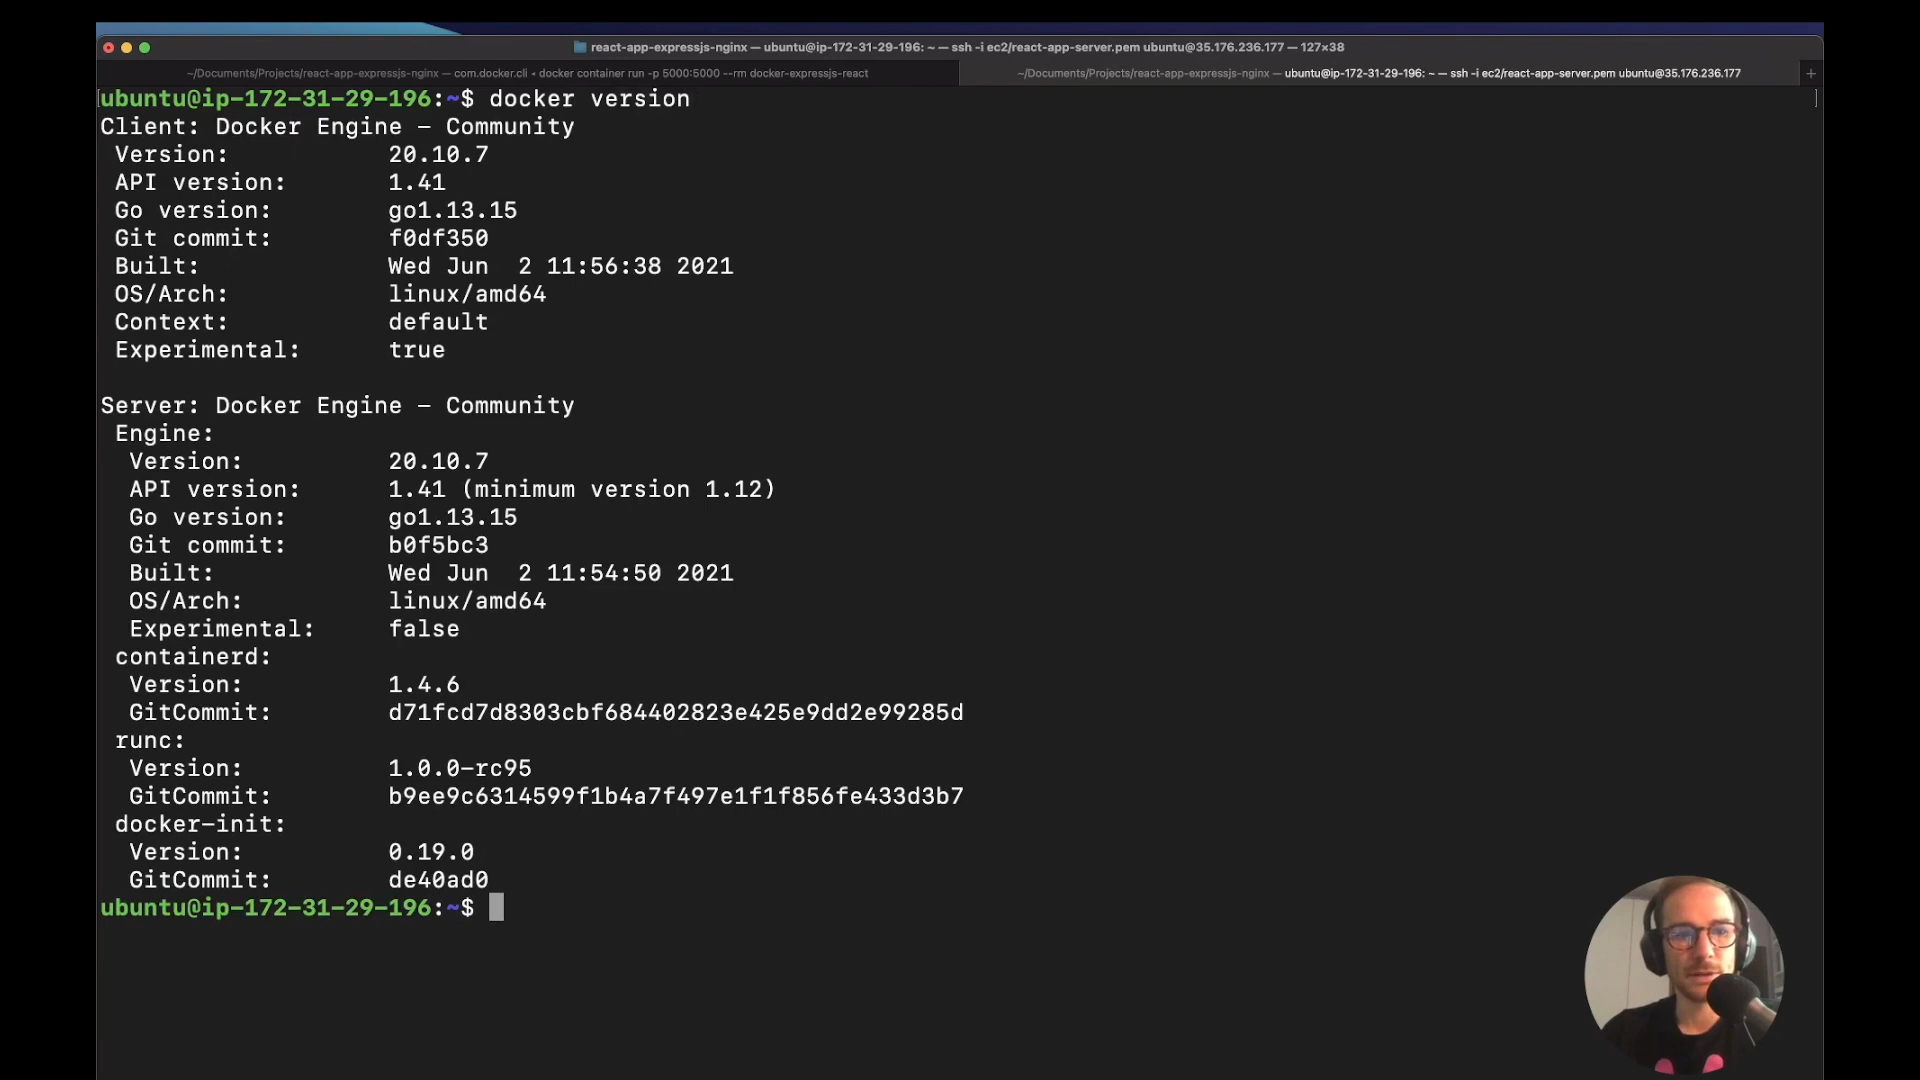 react-app-expressjs-nginx — ubuntu@ip-172-31-29-196: ~ — ssh -i ec2/react-app-server.pem ubuntu@35.176.236.177 — 127×38
~/Documents/Projects/react-app-expressjs-nginx — com.docker.cli ◂ docker container run -p 5000:5000 --rm docker-expressjs-react
~/Documents/Projects/react-app-expressjs-nginx — ubuntu@ip-172-31-29-196: ~ — ssh -i ec2/react-app-server.pem ubuntu@35.176.236.177 +
[ubuntu@ip-172-31-29-196:~$ docker version ]
Client: Docker Engine - Community
Version: 20.10.7
API version: 1.41
Go version: go1.13.15
Git commit: f0df350
Built: Wed Jun  2 11:56:38 2021
OS/Arch: linux/amd64
Context: default
Experimental: true
Server: Docker Engine - Community
Engine:
Version: 20.10.7
API version: 1.41 (minimum version 1.12)
Go version: go1.13.15
Git commit: b0f5bc3
Built: Wed Jun  2 11:54:50 2021
OS/Arch: linux/amd64
Experimental: false
containerd:
Version: 1.4.6
GitCommit: d71fcd7d8303cbf684402823e425e9dd2e99285d
runc:
Version: 1.0.0-rc95
GitCommit: b9ee9c6314599f1b4a7f497e1f1f856fe433d3b7
docker-init:
Version: 0.19.0
GitCommit: de40ad0
ubuntu@ip-172-31-29-196:~$